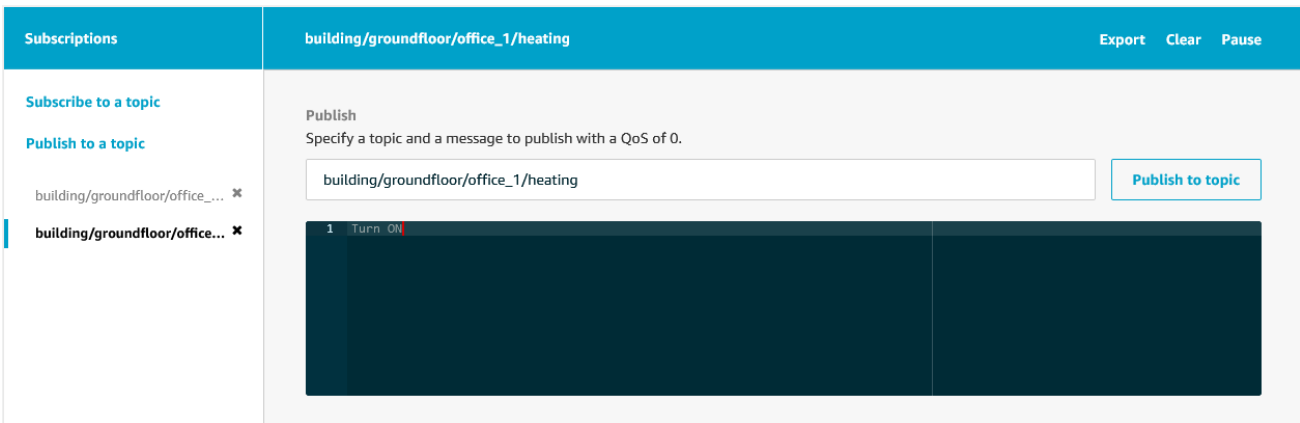 Subscriptions
building/groundfloor/office_1/heating
Export Clear Pause
Subscribe to a topic
Publish to a topic
building/groundfloor/office_... ✖
building/groundfloor/office... ✖
Publish
Specify a topic and a message to publish with a QoS of 0.
building/groundfloor/office_1/heating
Publish to topic
1 Turn ON